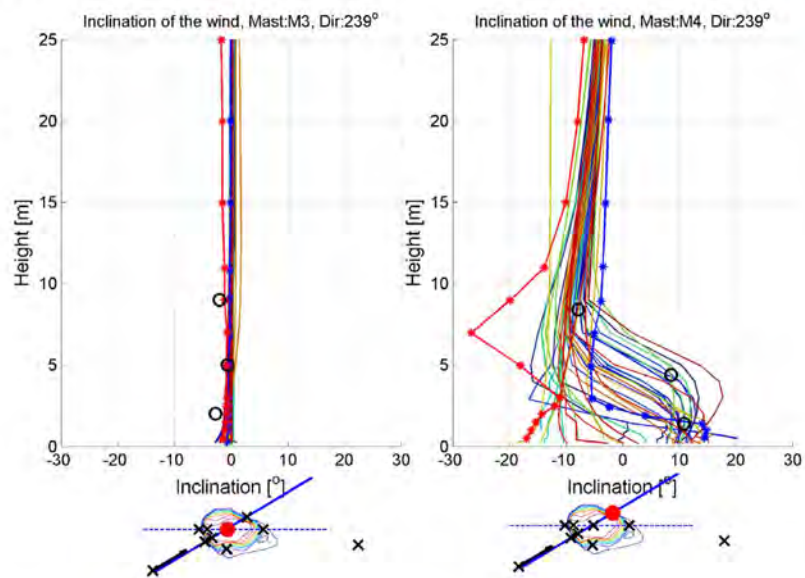 Inclination of the wind, Mast:M3, Dir:239°
25
20
15
10
5
0
Height [m]
-30 -20 -10 0 10 20 30
Inclination [°]
Inclination of the wind, Mast:M4, Dir:239°
25
20
15
10
5
0
Height [m]
-30 -20 -10 0 10 20 30
Inclination [°]